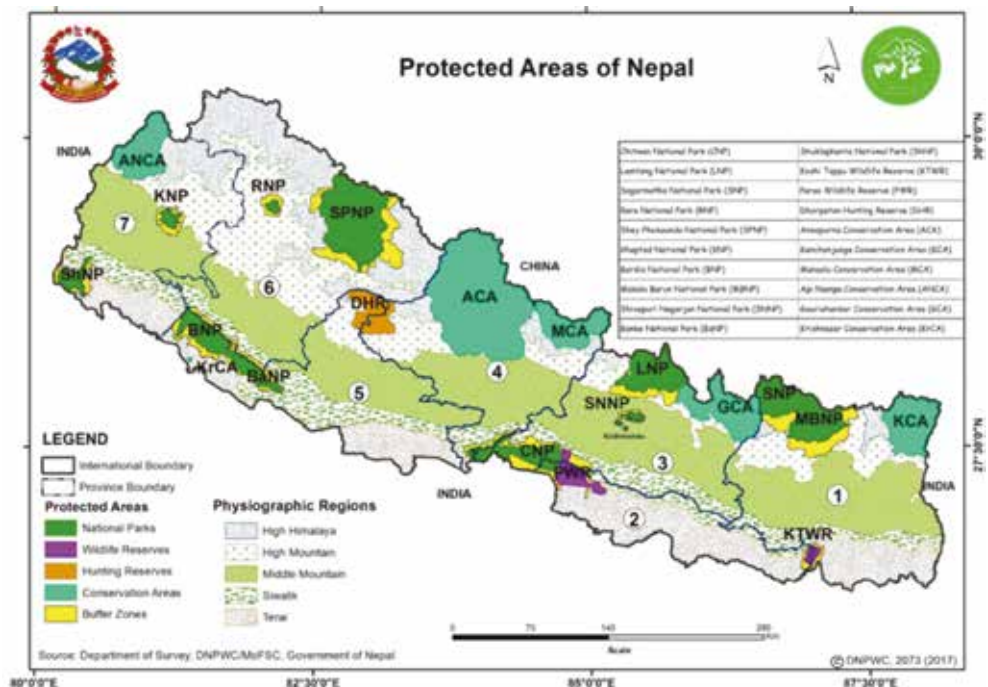 Protected Areas of Nepal
N
30°0'0"N
27°30'0"N
INDIA
CHINA
INDIA
INDIA
ANCA
KNP
RNP
SPNP
7
ShNP
6
DHR
ACA
MCA
BNP
KrCA
BaNP
5
4
LNP
SNNP
GCA
SNP
MBNP
KCA
CNP
PWR
3
2
1
KTWR
Chitwan National Park (CNP)
Langtang National Park (LNP)
Sagarmatha National Park (SNP)
Rara National Park (RNP)
Shey Phoksundo National Park (SPNP)
Bardia National Park (BNP)
Makalu Barun National Park (MBNP)
Shivapuri Nagarjun National Park (SNNP)
Banke National Park (BaNP)
Shuklaphanta National Park (ShNP)
Koshi Tappu Wildlife Reserve (KTWR)
Parsa Wildlife Reserve (PWR)
Dhorpatan Hunting Reserve (DHR)
Annapurna Conservation Area (ACA)
Kanchanjunga Conservation Area (KCA)
Manaslu Conservation Area (MCA)
Api Nampa Conservation Area (ANCA)
Gaurishankar Conservation Area (GCA)
Krishnasar Conservation Area (KrCA)
LEGEND
International Boundary
Province Boundary
Protected Areas
National Parks
Wildlife Reserves
Hunting Reserves
Conservation Areas
Buffer Zones
Physiographic Regions
High Himalaya
High Mountain
Middle Mountain
Siwalik
Terai
0 75 140 280
Km
Scale
Source: Department of Survey, DNPWC/MoFSC, Government of Nepal
© DNPWC, 2073 (2017)
80°0'0"E
82°30'0"E
85°0'0"E
87°30'0"E